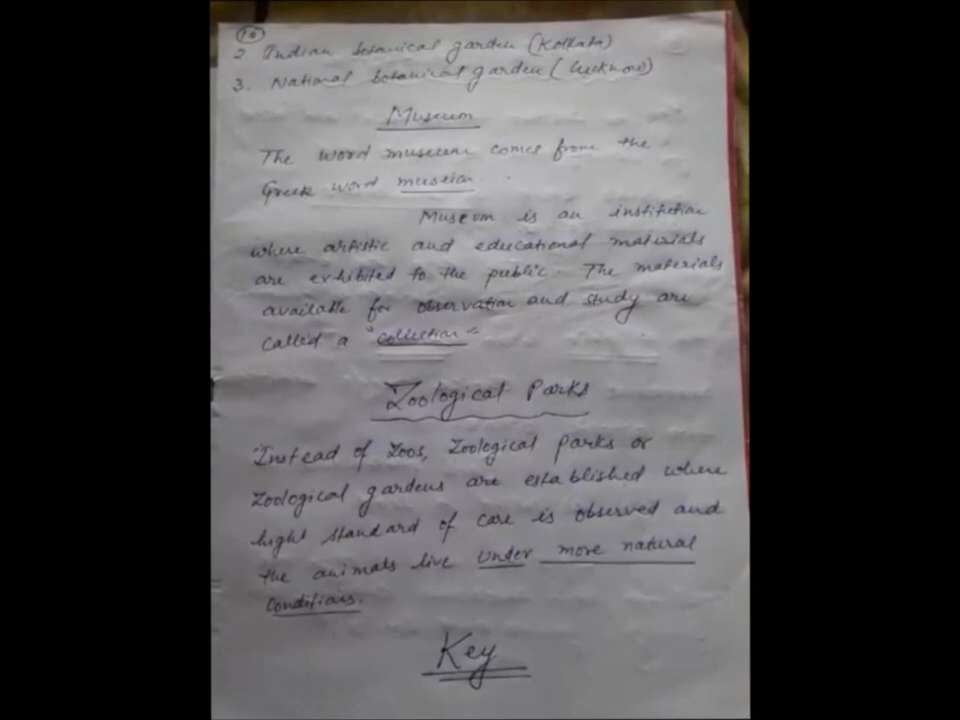 10
2. Indian botanical garden (Kolkata)
3. National botanical garden (Lucknow)
Museum
The word museum comes from the
Greek word museian
Museum is an institution
where artistic and educational materials
are exhibited to the public. The materials
available for observation and study are
called a "collection"
Zoological Parks
Instead of Zoos, Zoological parks or
Zoological gardens are established where
hight standard of care is observed and
the animals live under more natural
Conditions.
Key